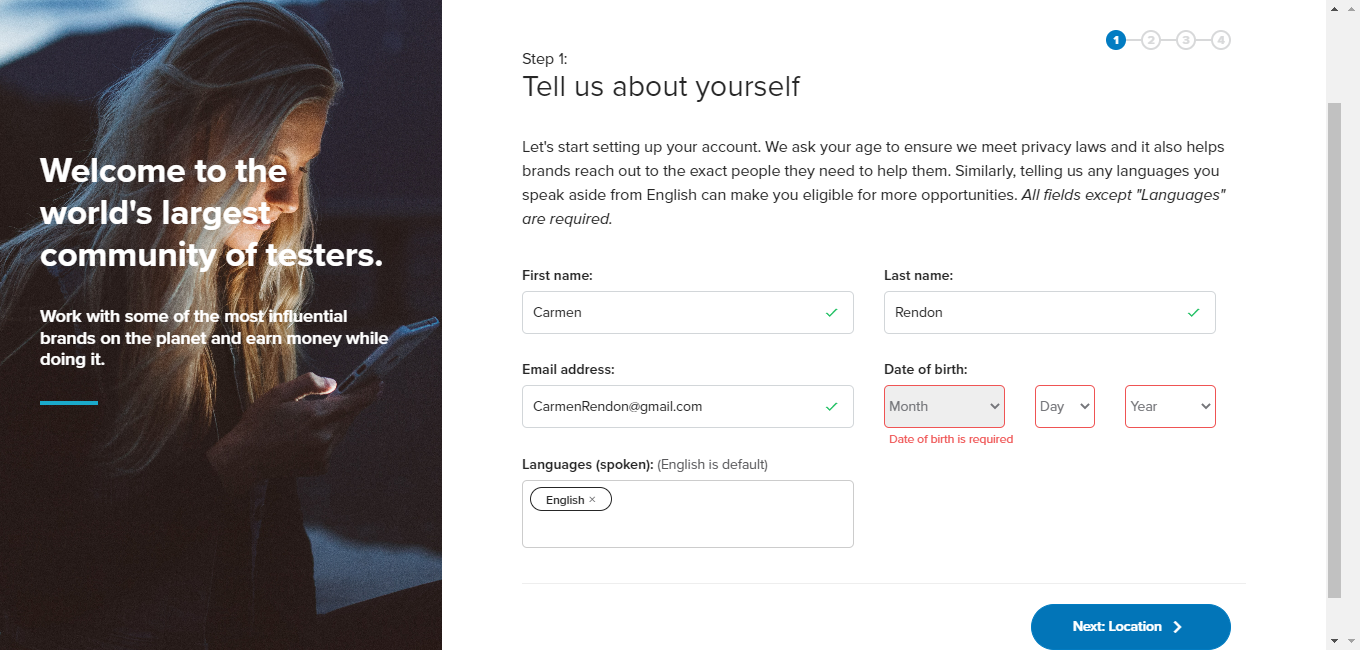 Welcome to the
world's largest
community of testers.
Work with some of the most influential
brands on the planet and earn money while
doing it.
1 2 3 4
Step 1:
Tell us about yourself
Let's start setting up your account. We ask your age to ensure we meet privacy laws and it also helps
brands reach out to the exact people they need to help them. Similarly, telling us any languages you
speak aside from English can make you eligible for more opportunities. All fields except "Languages"
are required.
First name: Last name:
Carmen Rendon
Email address: Date of birth:
CarmenRendon@gmail.com Month Day Year
Date of birth is required
Languages (spoken): (English is default)
English ×
Next: Location